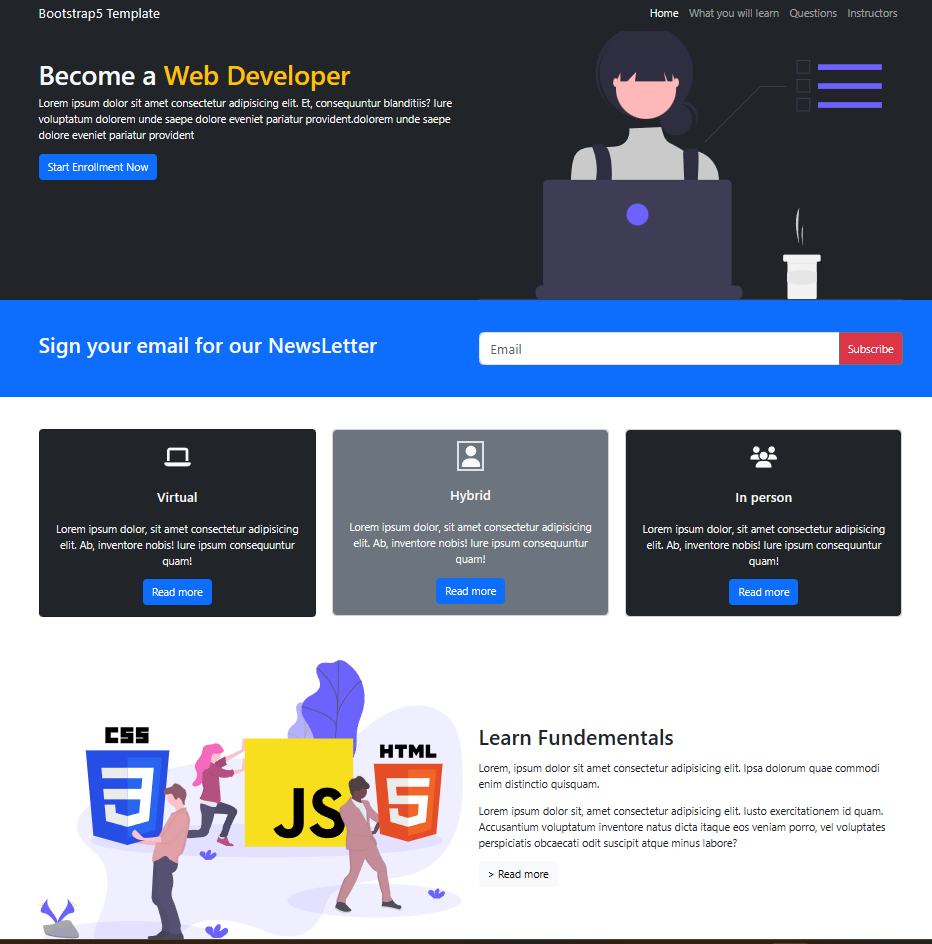 Bootstrap5 Template
Home What you will learn Questions Instructors
Become a Web Developer
Lorem ipsum dolor sit amet consectetur adipisicing elit. Et, consequuntur blanditiis? Iure
voluptatum dolorem unde saepe dolore eveniet pariatur provident.dolorem unde saepe
dolore eveniet pariatur provident
Start Enrollment Now
Sign your email for our NewsLetter
Email
Subscribe
Virtual
Lorem ipsum dolor, sit amet consectetur adipisicing
elit. Ab, inventore nobis! Iure ipsum consequuntur
quam!
Read more
Hybrid
Lorem ipsum dolor, sit amet consectetur adipisicing
elit. Ab, inventore nobis! Iure ipsum consequuntur
quam!
Read more
In person
Lorem ipsum dolor, sit amet consectetur adipisicing
elit. Ab, inventore nobis! Iure ipsum consequuntur
quam!
Read more
CSS
3
JS
HTML
5
Learn Fundementals
Lorem, ipsum dolor sit amet consectetur adipisicing elit. Ipsa dolorum quae commodi
enim distinctio quisquam.
Lorem ipsum dolor sit, amet consectetur adipisicing elit. Iusto exercitationem id quam.
Accusantium voluptatum inventore natus dicta itaque eos veniam porro, vel voluptates
perspiciatis obcaecati odit suscipit atque minus labore?
> Read more